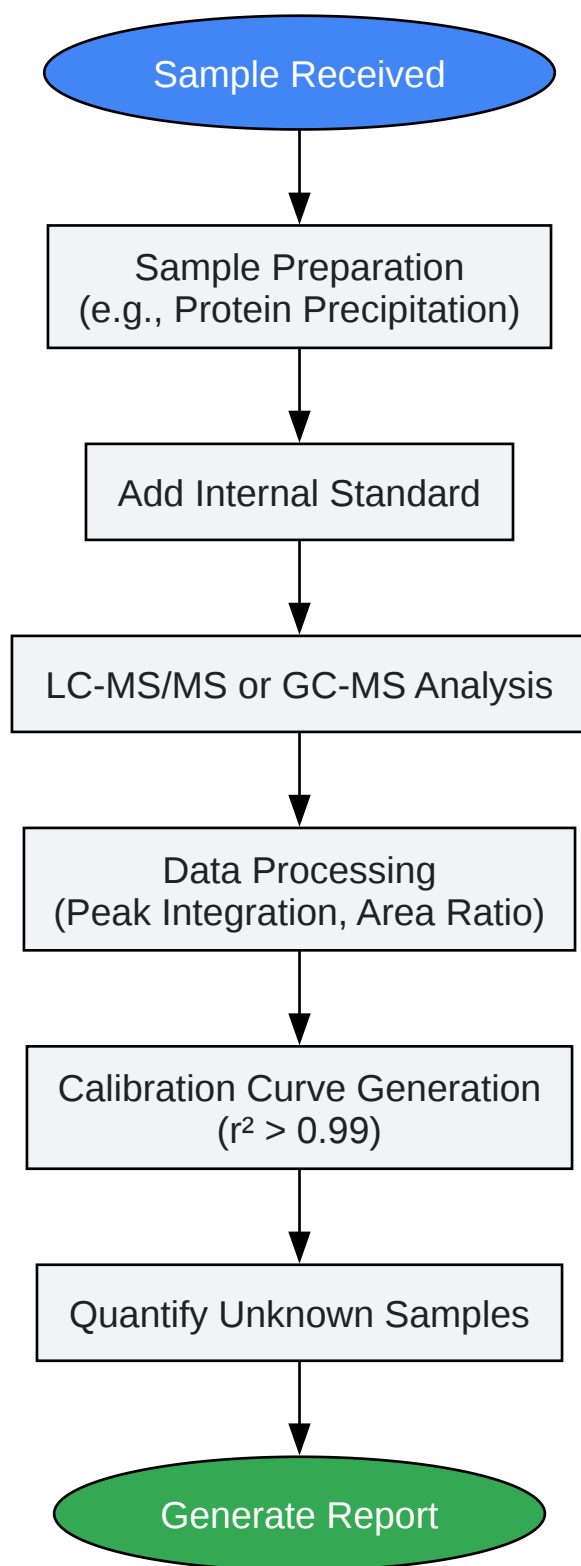 Sample Received
Sample Preparation
(e.g., Protein Precipitation)
Add Internal Standard
LC-MS/MS or GC-MS Analysis
Data Processing
(Peak Integration, Area Ratio)
Calibration Curve Generation
(r² > 0.99)
Quantify Unknown Samples
Generate Report